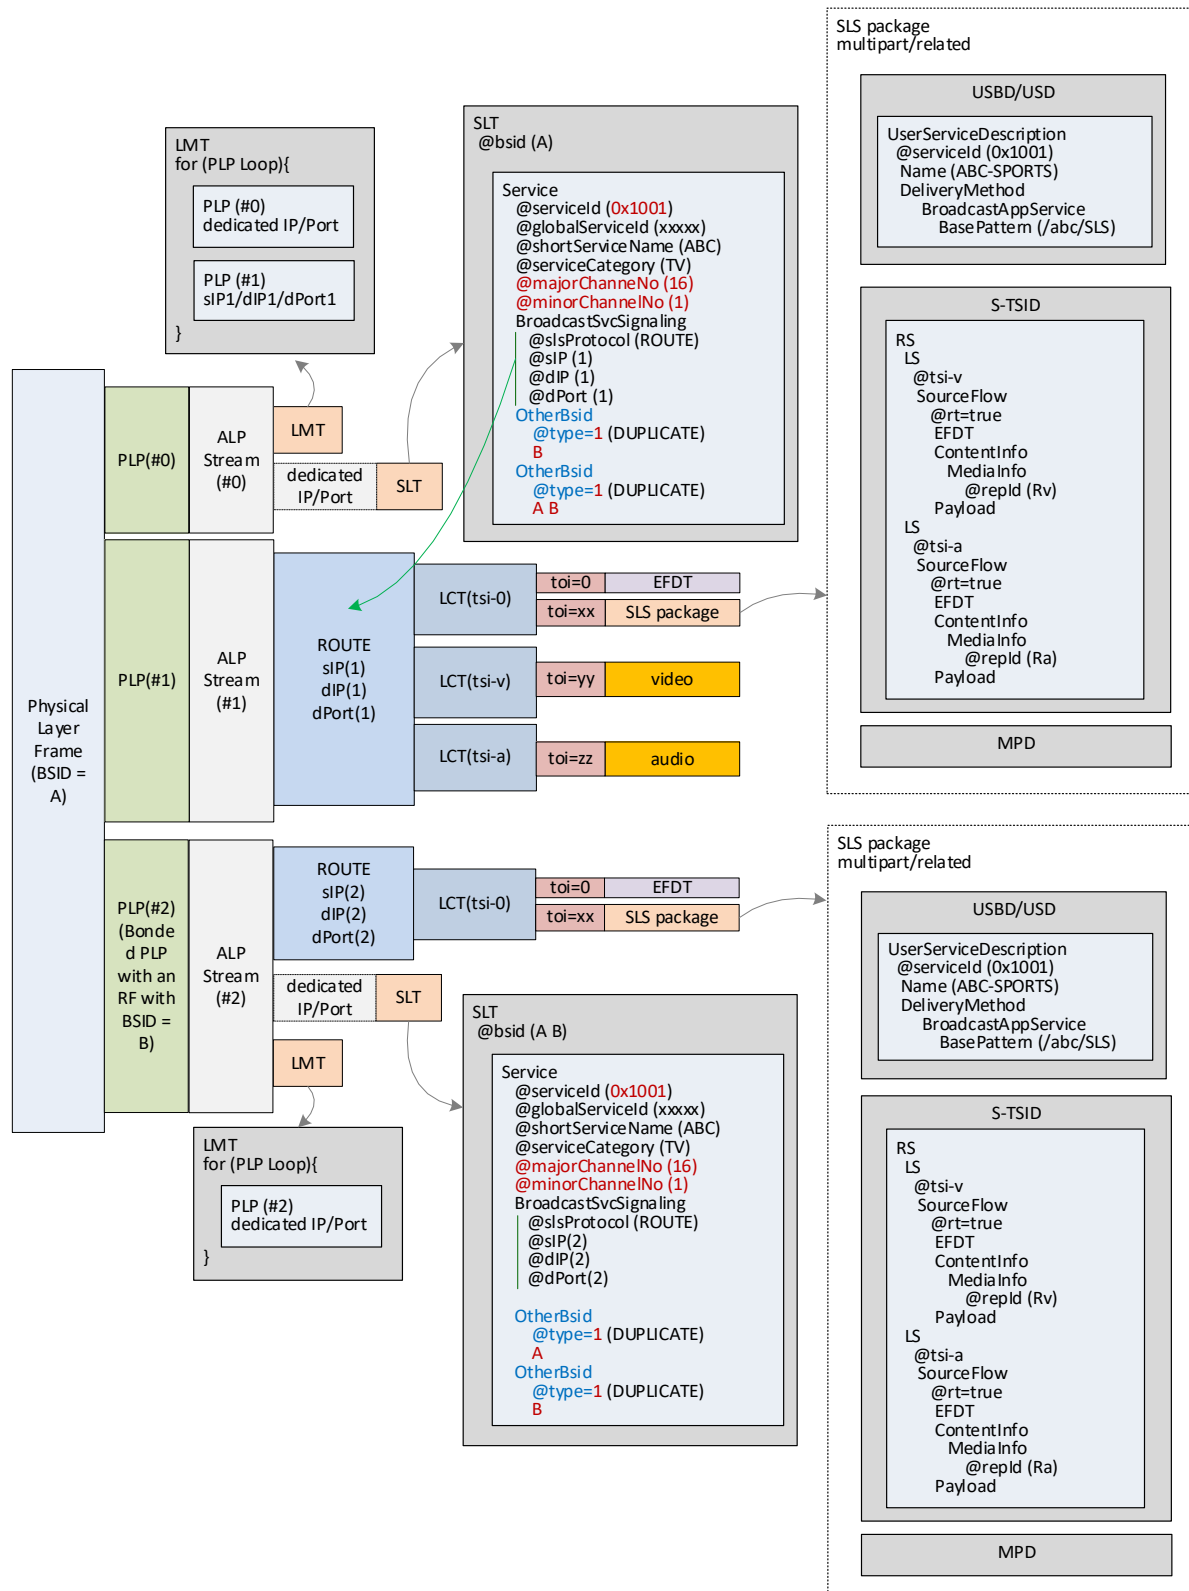 SLS package
multipart/related
USBD/USD
UserServiceDescription
@serviceId (0x1001)
Name (ABC-SPORTS)
DeliveryMethod
BroadcastAppService
BasePattern (/abc/SLS)
S-TSID
RS
LS
@tsi-v
SourceFlow
@rt=true
EFDT
ContentInfo
MediaInfo
@repId (Rv)
Payload
LS
@tsi-a
SourceFlow
@rt=true
EFDT
ContentInfo
MediaInfo
@repId (Ra)
Payload
MPD
SLT
@bsid (A)
Service
@serviceId (0x1001)
@globalServiceId (xxxxx)
@shortServiceName (ABC)
@serviceCategory (TV)
@majorChanneNo (16)
@minorChannelNo (1)
BroadcastSvcSignaling
@slsProtocol (ROUTE)
@sIP (1)
@dIP (1)
@dPort (1)
OtherBsid
@type=1 (DUPLICATE)
B
OtherBsid
@type=1 (DUPLICATE)
A B
LMT
for (PLP Loop){
PLP (#0)
dedicated IP/Port
PLP (#1)
sIP1/dIP1/dPort1
}
Physical
Layer
Frame
(BSID =
A)
PLP(#0)
ALP
Stream
(#0)
LMT
dedicated
IP/Port
SLT
PLP(#1)
ALP
Stream
(#1)
ROUTE
sIP(1)
dIP(1)
dPort(1)
LCT(tsi-0)
toi=0
EFDT
toi=xx
SLS package
LCT(tsi-v)
toi=yy
video
LCT(tsi-a)
toi=zz
audio
PLP(#2)
(Bonde
d PLP
with an
RF with
BSID =
B)
ALP
Stream
(#2)
ROUTE
sIP(2)
dIP(2)
dPort(2)
LCT(tsi-0)
toi=0
EFDT
toi=xx
SLS package
dedicated
IP/Port
SLT
LMT
LMT
for (PLP Loop){
PLP (#2)
dedicated IP/Port
}
SLT
@bsid (A B)
Service
@serviceId (0x1001)
@globalServiceId (xxxxx)
@shortServiceName (ABC)
@serviceCategory (TV)
@majorChannelNo (16)
@minorChannelNo (1)
BroadcastSvcSignaling
@slsProtocol (ROUTE)
@sIP(2)
@dIP(2)
@dPort(2)
OtherBsid
@type=1 (DUPLICATE)
A
OtherBsid
@type=1 (DUPLICATE)
B
SLS package
multipart/related
USBD/USD
UserServiceDescription
@serviceId (0x1001)
Name (ABC-SPORTS)
DeliveryMethod
BroadcastAppService
BasePattern (/abc/SLS)
S-TSID
RS
LS
@tsi-v
SourceFlow
@rt=true
EFDT
ContentInfo
MediaInfo
@repId (Rv)
Payload
LS
@tsi-a
SourceFlow
@rt=true
EFDT
ContentInfo
MediaInfo
@repId (Ra)
Payload
MPD